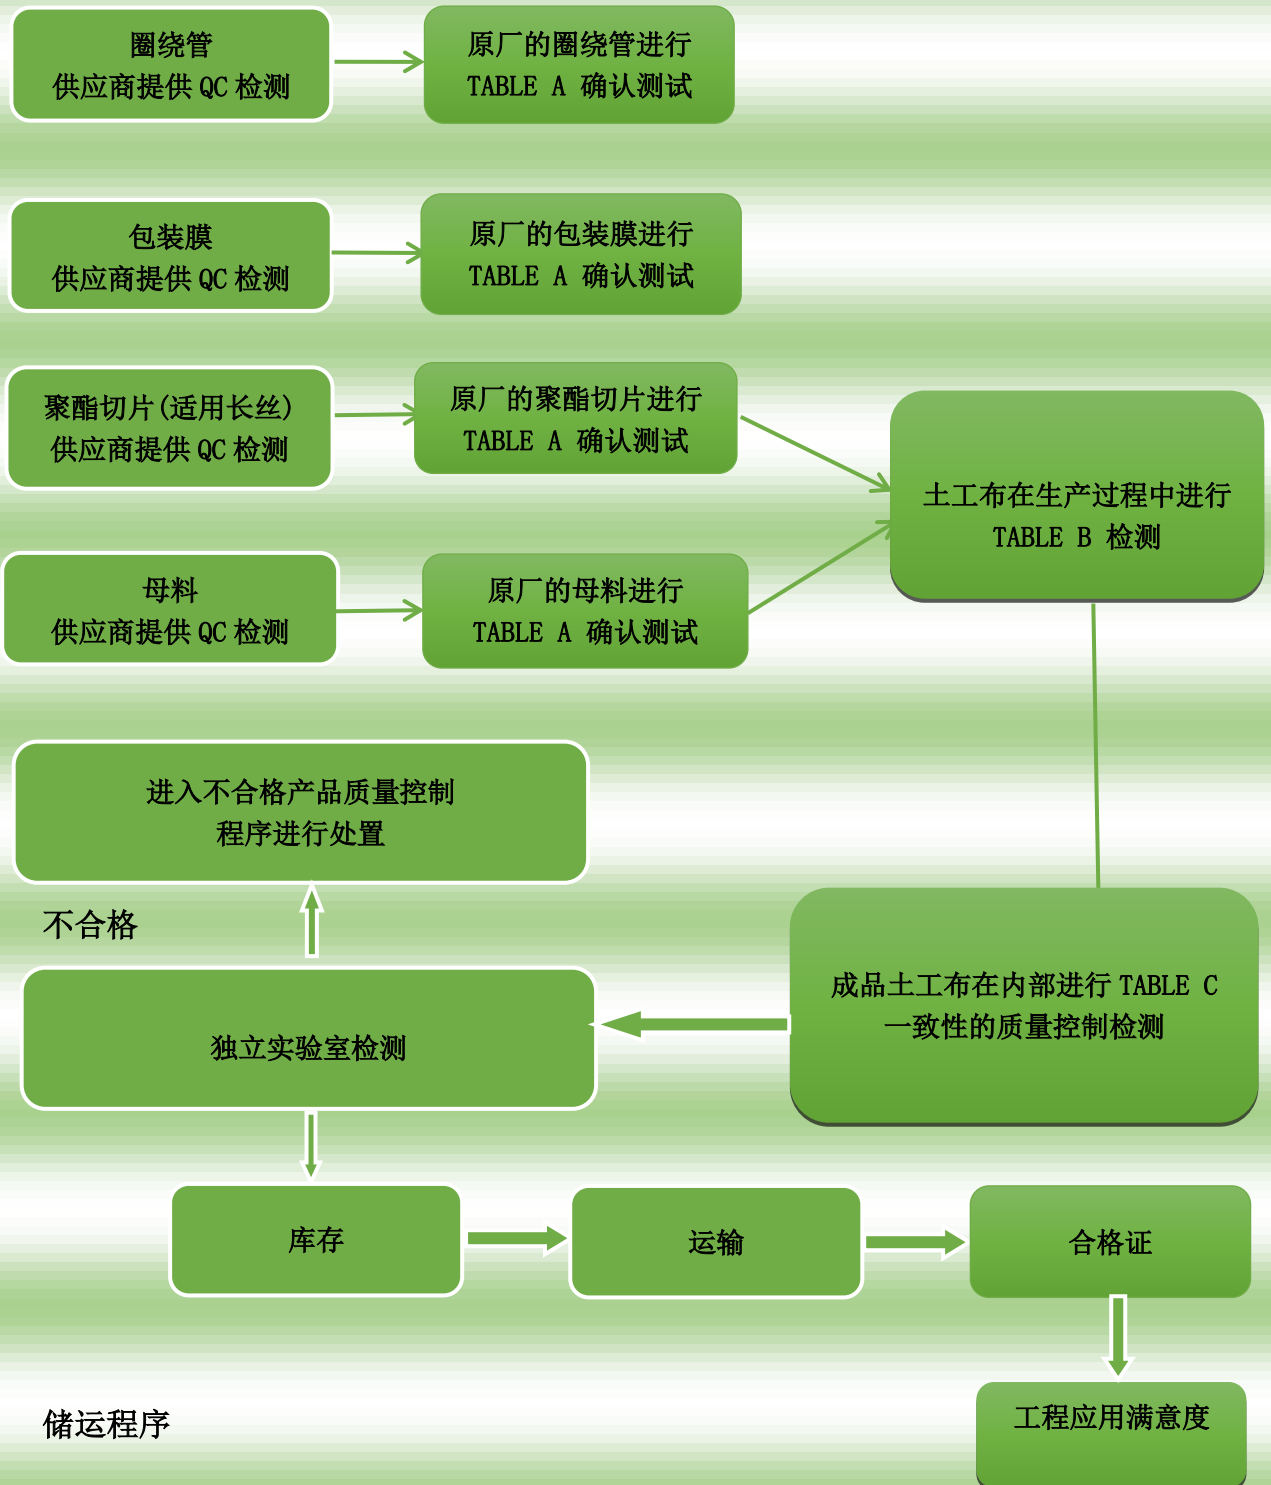 圈绕管
供应商提供 QC 检测
原厂的圈绕管进行
TABLE A 确认测试
包装膜
供应商提供 QC 检测
原厂的包装膜进行
TABLE A 确认测试
聚酯切片(适用长丝)
供应商提供 QC 检测
原厂的聚酯切片进行
TABLE A 确认测试
土工布在生产过程中进行
TABLE B 检测
母料
供应商提供 QC 检测
原厂的母料进行
TABLE A 确认测试
进入不合格产品质量控制
程序进行处置
不合格
成品土工布在内部进行 TABLE C
一致性的质量控制检测
独立实验室检测
库存
运输
合格证
储运程序
工程应用满意度